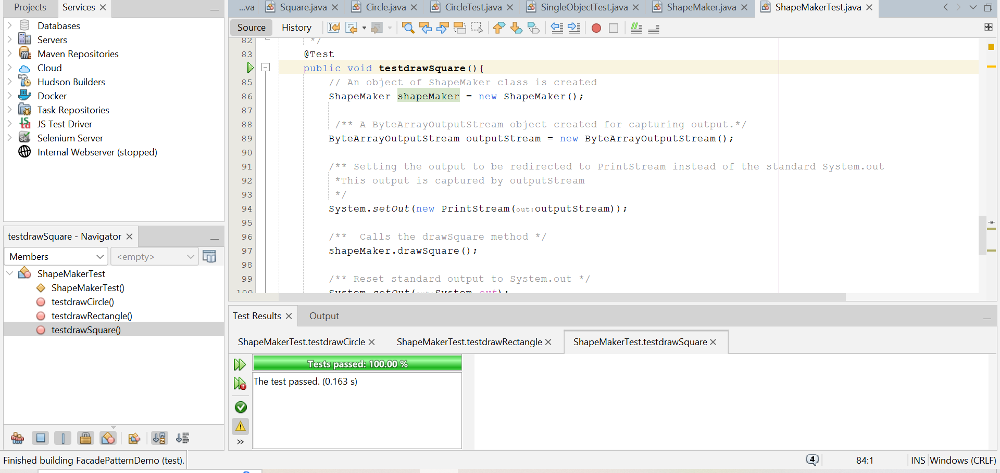 Projects
Services
Databases
Servers
Maven Repositories
Cloud
Hudson Builders
Docker
Task Repositories
JS Test Driver
Selenium Server
Internal Webserver (stopped)
testdrawSquare - Navigator
Members
<empty>
ShapeMakerTest
ShapeMakerTest()
testdrawCircle()
testdrawRectangle()
testdrawSquare()
...va
Square.java
Circle.java
CircleTest.java
SingleObjectTest.java
ShapeMaker.java
ShapeMakerTest.java
Source
History
82 */
83 @Test
public void testdrawSquare(){
85 // An object of ShapeMaker class is created
86 ShapeMaker shapeMaker = new ShapeMaker();
87
88 /** A ByteArrayOutputStream object created for capturing output.*/
89 ByteArrayOutputStream outputStream = new ByteArrayOutputStream();
90
91 /** Setting the output to be redirected to PrintStream instead of the standard System.out
92 *This output is captured by outputStream
93 */
94 System.setOut(new PrintStream(out:outputStream));
95
96 /**  Calls the drawSquare method */
97 shapeMaker.drawSquare();
98
99 /** Reset standard output to System.out */
100 System.setOut(out:System.out);
Test Results
Output
ShapeMakerTest.testdrawCircle
ShapeMakerTest.testdrawRectangle
ShapeMakerTest.testdrawSquare
Tests passed: 100.00 %
The test passed. (0.163 s)
Finished building FacadePatternDemo (test).
4
84:1
INS
Windows (CRLF)